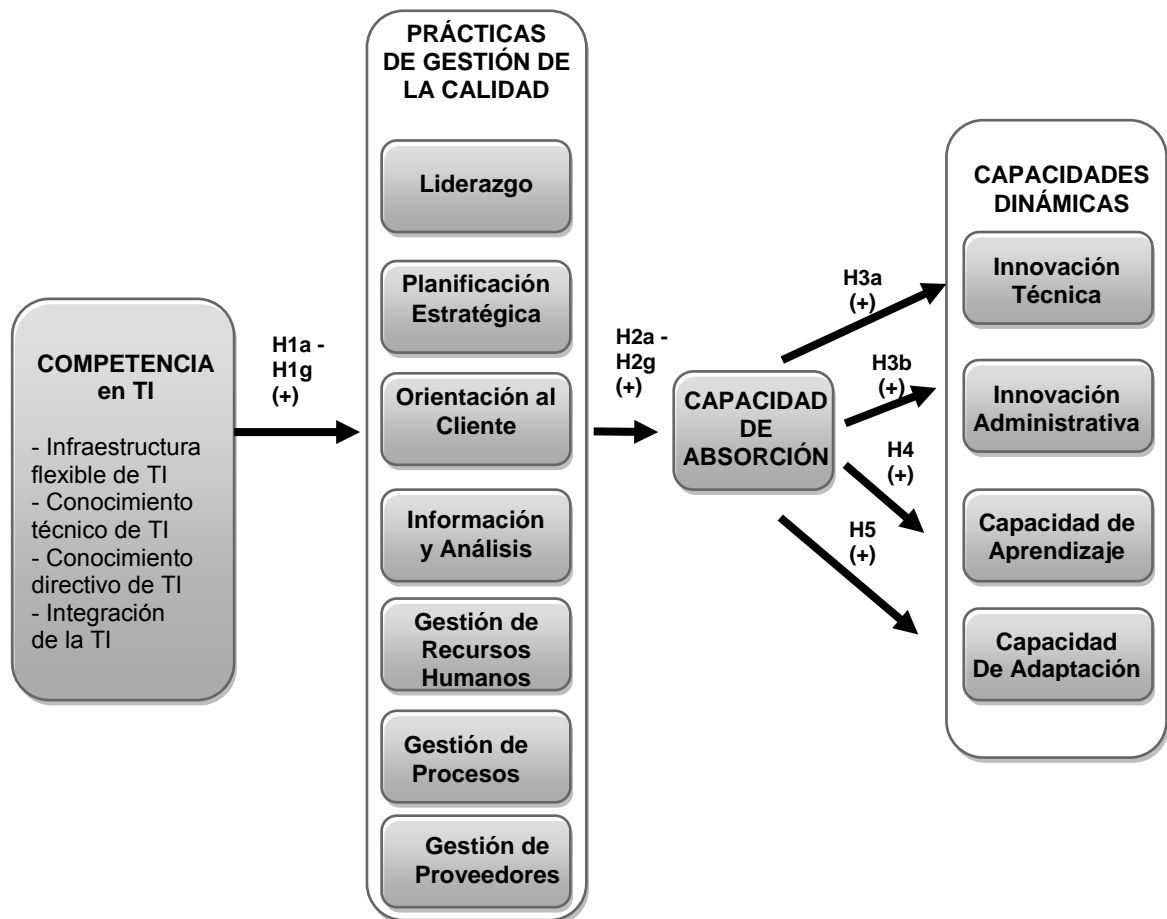 COMPETENCIA
en TI
- Infraestructura
flexible de TI
- Conocimiento
técnico de TI
- Conocimiento
directivo de TI
- Integración
de la TI
H1a -
H1g
(+)
PRÁCTICAS
DE GESTIÓN DE
LA CALIDAD
Liderazgo
Planificación
Estratégica
Orientación al
Cliente
Información
y Análisis
Gestión de
Recursos
Humanos
Gestión de
Procesos
Gestión de
Proveedores
H2a -
H2g
(+)
CAPACIDAD
DE
ABSORCIÓN
H3a
(+)
H3b
(+)
H4
(+)
H5
(+)
CAPACIDADES
DINÁMICAS
Innovación
Técnica
Innovación
Administrativa
Capacidad de
Aprendizaje
Capacidad
De Adaptación